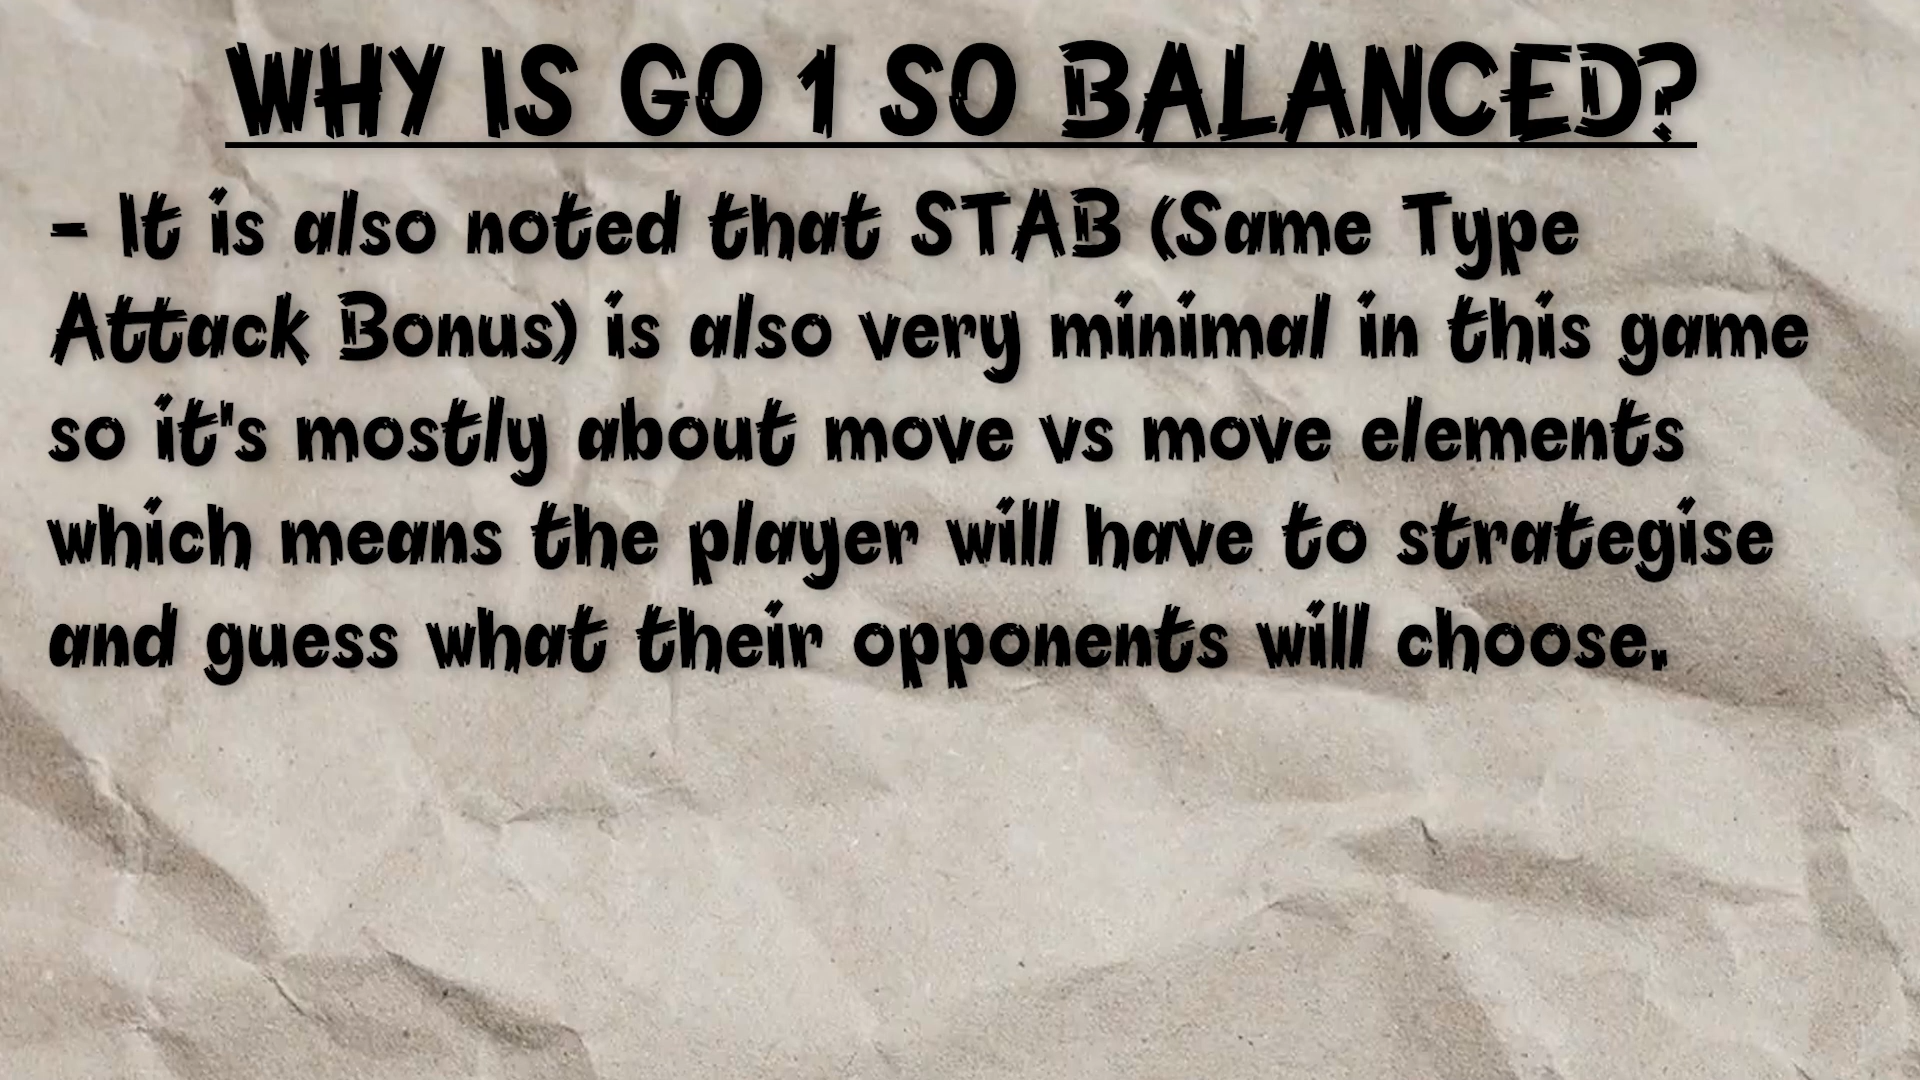 WHY IS GO 1 SO BALANCED?
- It is also noted that STAB (Same Type
Attack Bonus) is also very minimal in this game
so it's mostly about move vs move elements
which means the player will have to strategise
and guess what their opponents will choose.